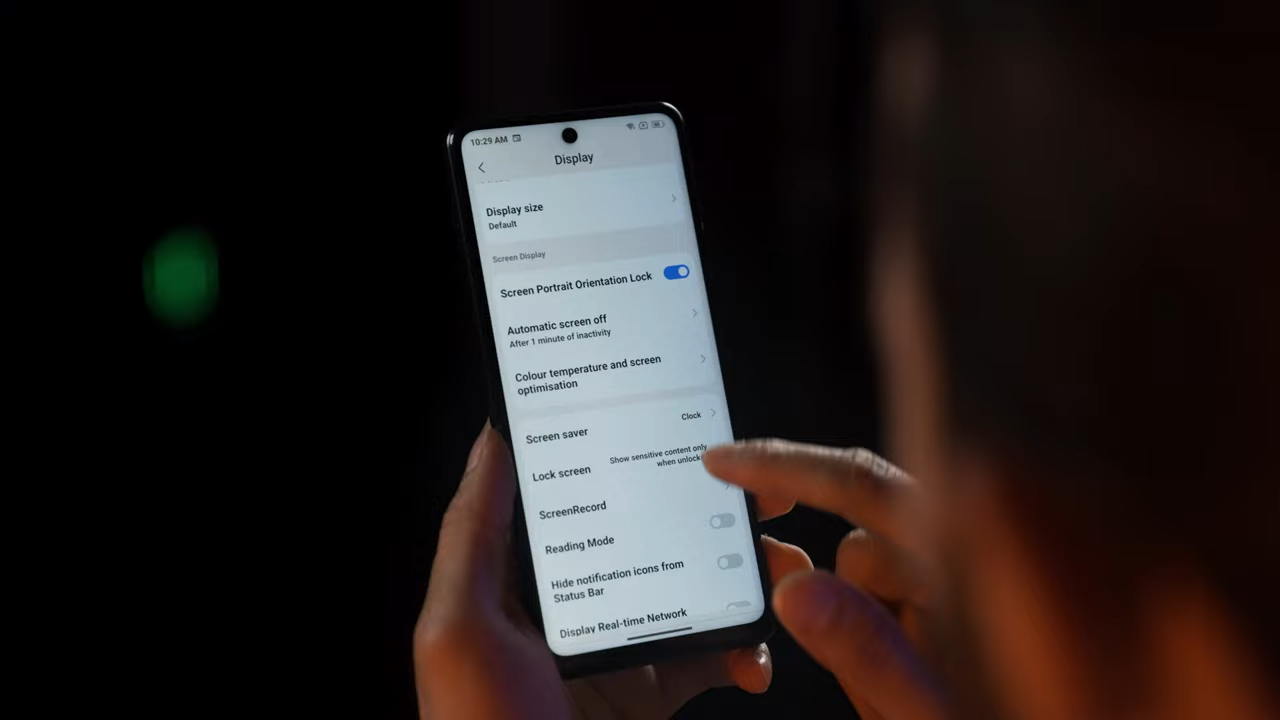 10:29 AM
Display
Display size
Default
Screen Display
Screen Portrait Orientation Lock
Automatic screen off
After 1 minute of inactivity
Colour temperature and screen
optimisation
Screen saver
Clock
Lock screen
Show sensitive content only
when unlock
ScreenRecord
Reading Mode
Hide notification icons from
Status Bar
Display Real-time Network